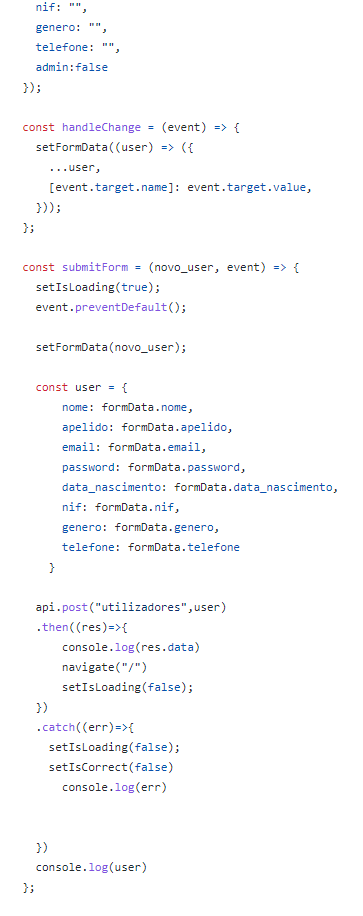 nif: "",
genero: "",
telefone: "",
admin:false
});
const handleChange = (event) => {
setFormData((user) => ({
...user,
[event.target.name]: event.target.value,
}));
};
const submitForm = (novo_user, event) => {
setIsLoading(true);
event.preventDefault();
setFormData(novo_user);
const user = {
nome: formData.nome,
apelido: formData.apelido,
email: formData.email,
password: formData.password,
data_nascimento: formData.data_nascimento,
nif: formData.nif,
genero: formData.genero,
telefone: formData.telefone
}
api.post("utilizadores",user)
.then((res)=>{
console.log(res.data)
navigate("/")
setIsLoading(false);
})
.catch((err)=>{
setIsLoading(false);
setIsCorrect(false)
console.log(err)
})
console.log(user)
};